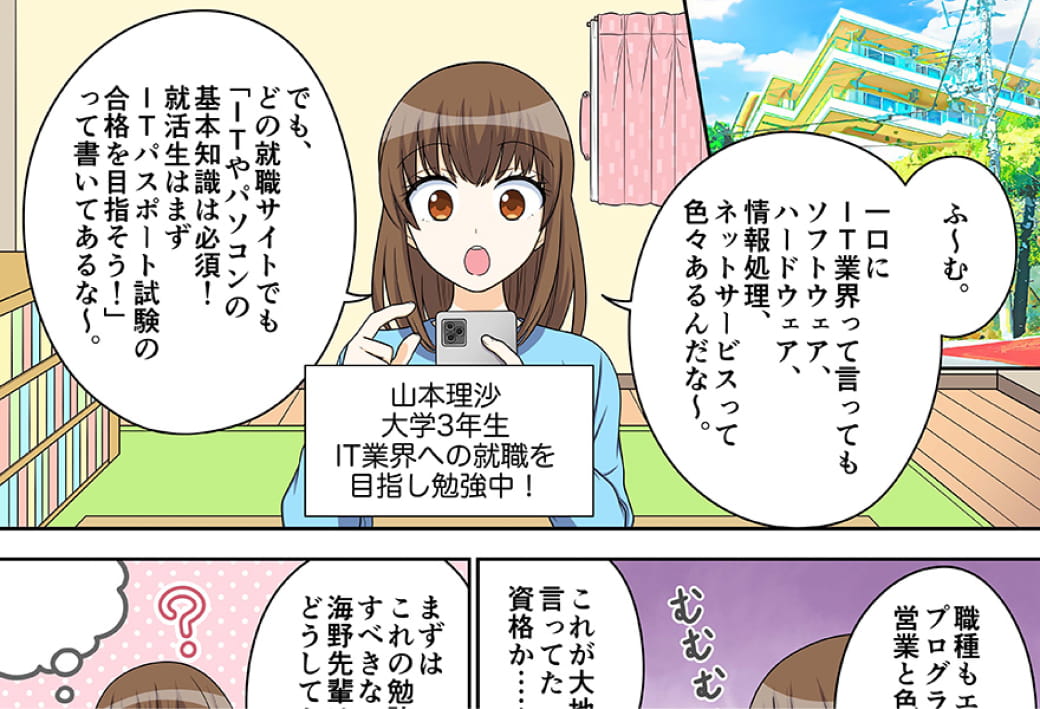 ふ～む。
一口に
IT業界って言っても
ソフトウェア、
ハードウェア、
情報処理、
ネットサービスって
色々あるんだな～。
でも、
どの就職サイトでも
「ITやパソコンの
基本知識は必須！
就活生はまず
ITパスポート試験の
合格を目指そう！」
って書いてあるな～。
山本理沙
大学3年生
IT業界への就職を
目指し勉強中！
職種もエ
プログラ
営業と色
むむむ
これが大地
言ってた
資格か……
まずは
これの勉
すべきな
海野先輩
どうして
?